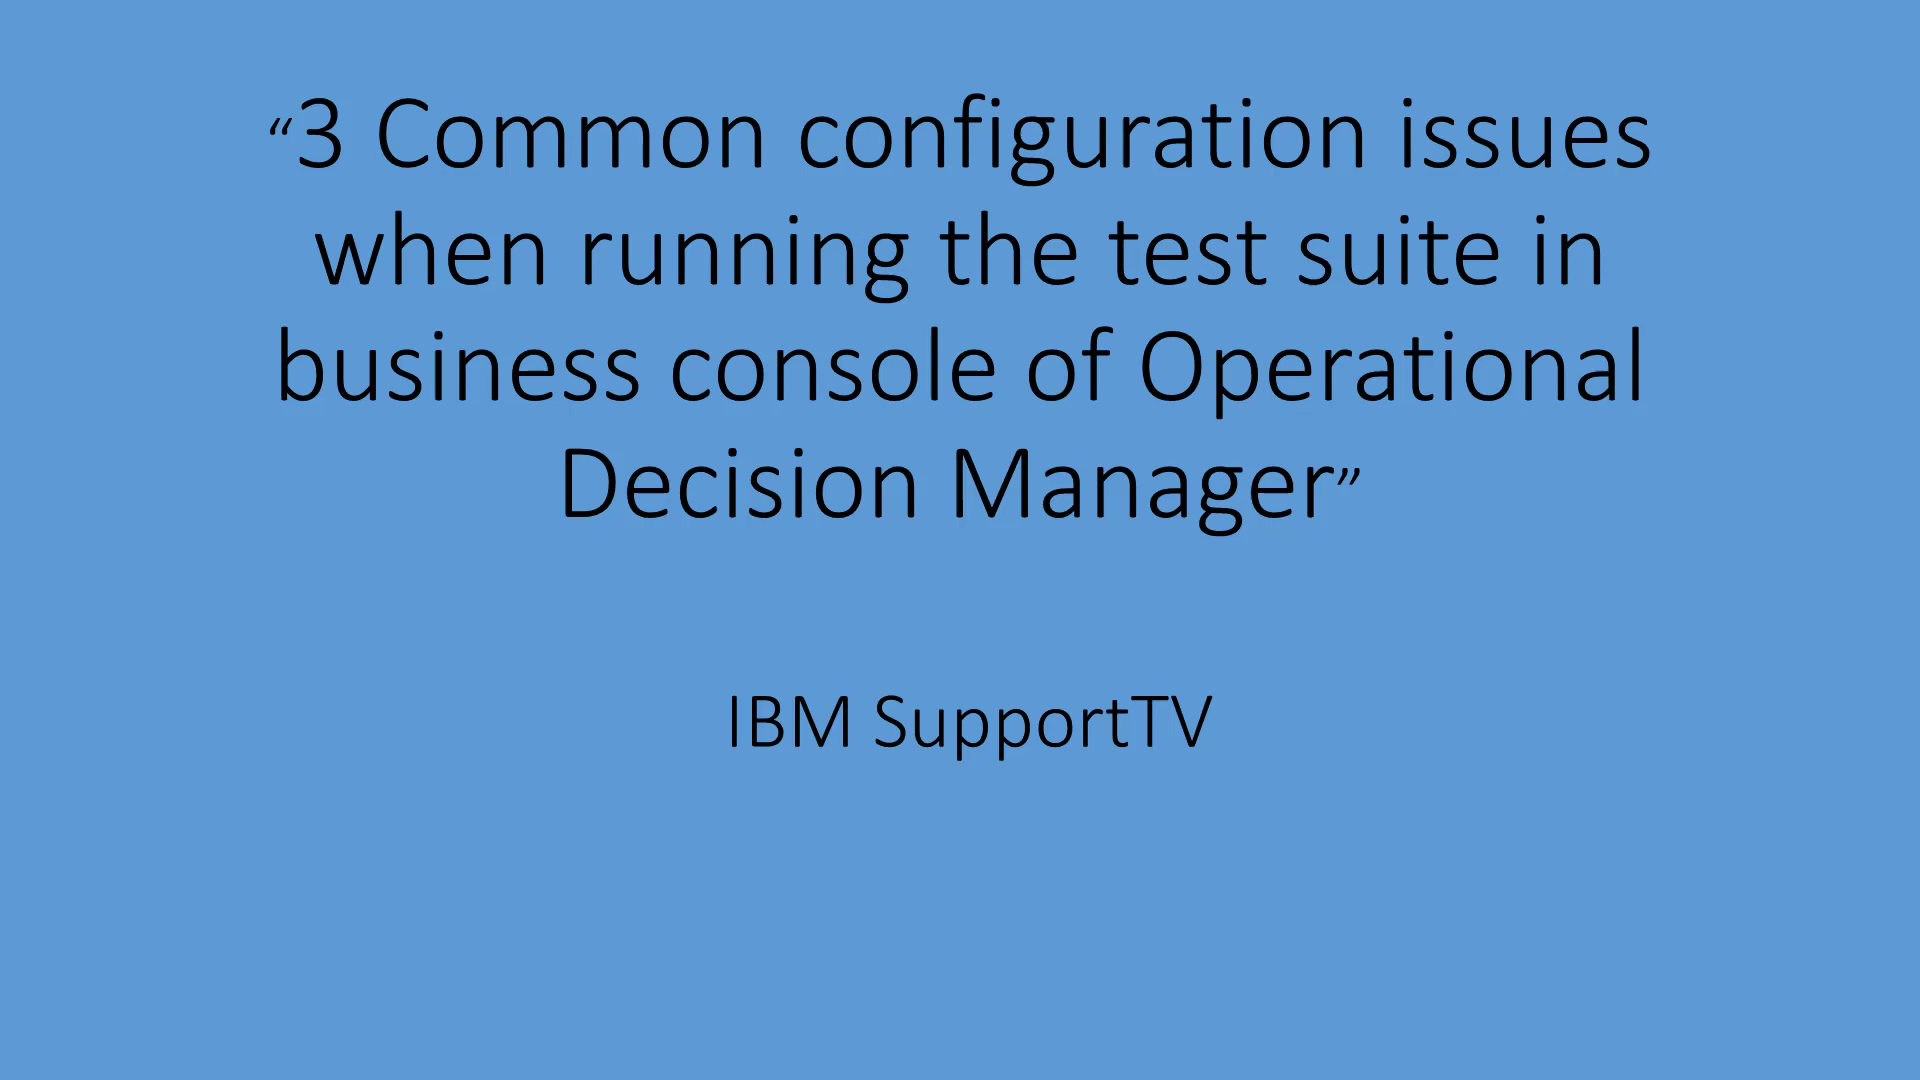 “3 Common configuration issues
when running the test suite in
business console of Operational
Decision Manager”
IBM SupportTV